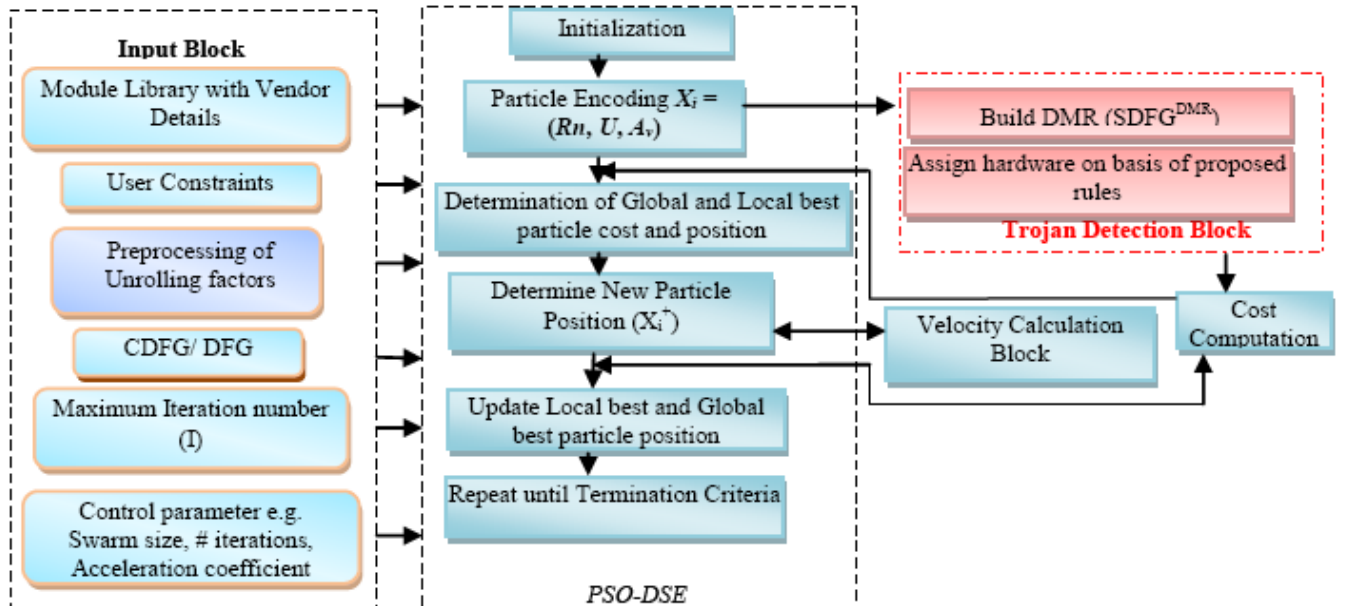 Input Block
Module Library with Vendor
Details
User Constraints
Preprocessing of
Unrolling factors
CDFG/ DFG
Maximum Iteration number
(I)
Control parameter e.g.
Swarm size, # iterations,
Acceleration coefficient
Initialization
Particle Encoding Xᵢ =
(Rn, U, Aᵥ)
Determination of Global and Local best
particle cost and position
Determine New Particle
Position (Xᵢ⁺)
Update Local best and Global
best particle position
Repeat until Termination Criteria
PSO-DSE
Build DMR (SDFGᴰᴹᴿ)
Assign hardware on basis of proposed
rules
Trojan Detection Block
Velocity Calculation
Block
Cost
Computation